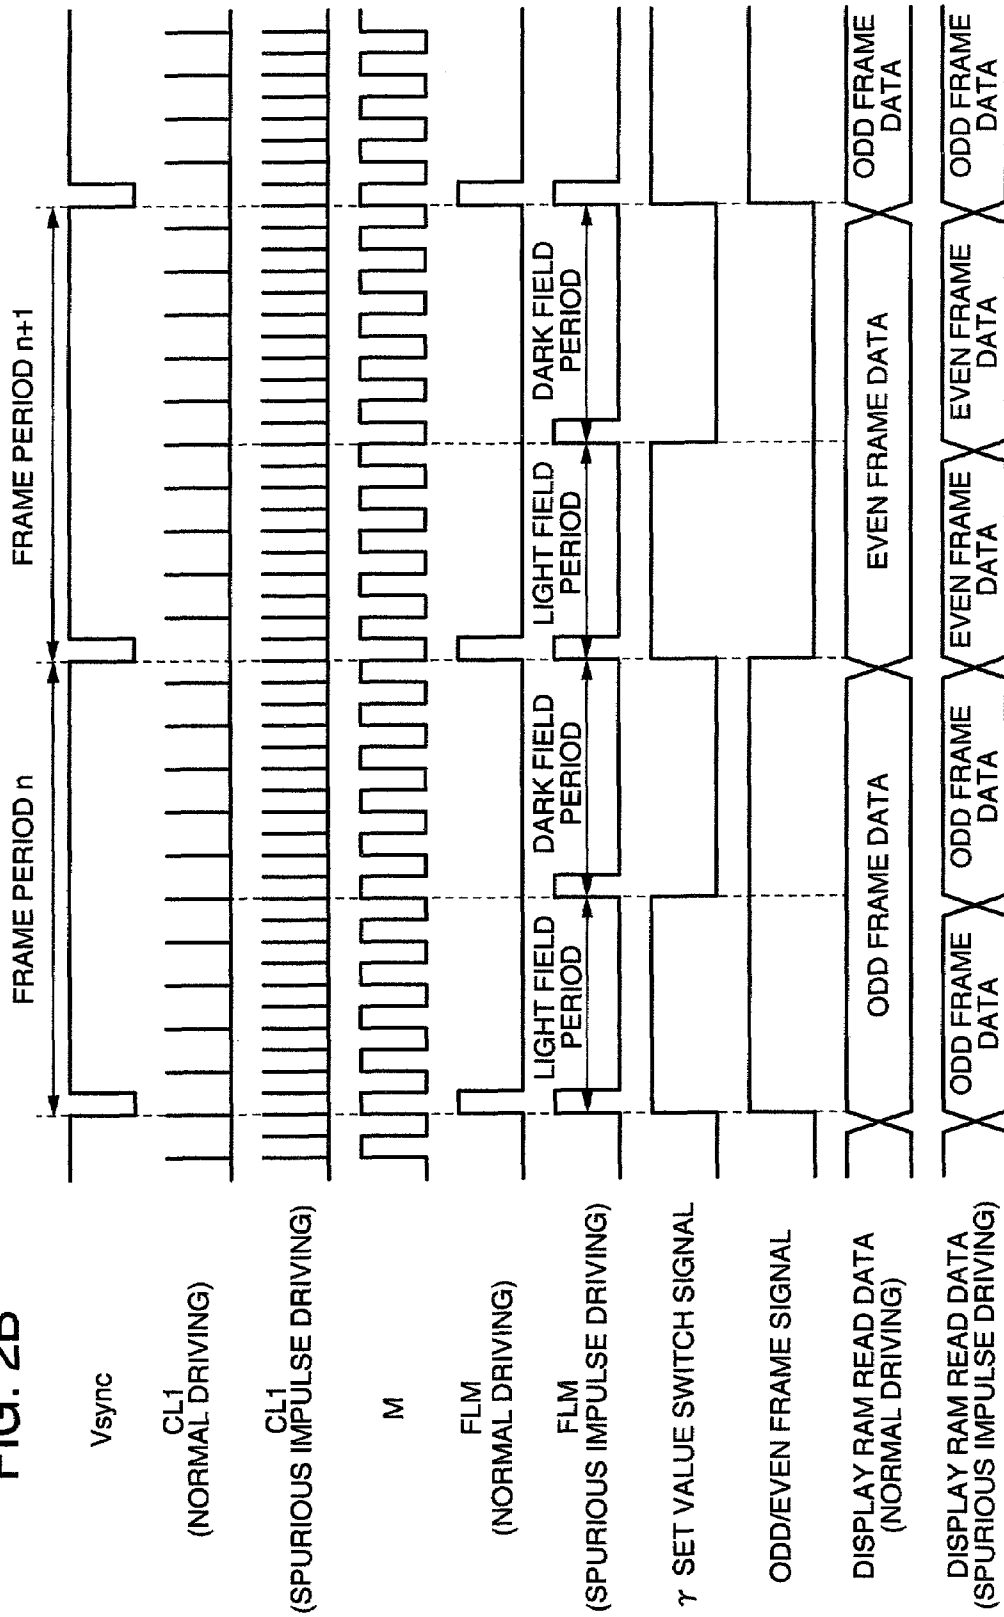 FIG. 2B
FRAME PERIOD n
FRAME PERIOD n+1
Vsync
CL1
(NORMAL DRIVING)
CL1
(SPURIOUS IMPULSE DRIVING)
M
FLM
(NORMAL DRIVING)
FLM
(SPURIOUS IMPULSE DRIVING)
LIGHT FIELD
PERIOD
DARK FIELD
PERIOD
LIGHT FIELD
PERIOD
DARK FIELD
PERIOD
γ SET VALUE SWITCH SIGNAL
ODD/EVEN FRAME SIGNAL
DISPLAY RAM READ DATA
(NORMAL DRIVING)
ODD FRAME DATA
EVEN FRAME DATA
ODD FRAME
DATA
DISPLAY RAM READ DATA
(SPURIOUS IMPULSE DRIVING)
ODD FRAME
DATA
ODD FRAME
DATA
EVEN FRAME
DATA
EVEN FRAME
DATA
ODD FRAME
DATA